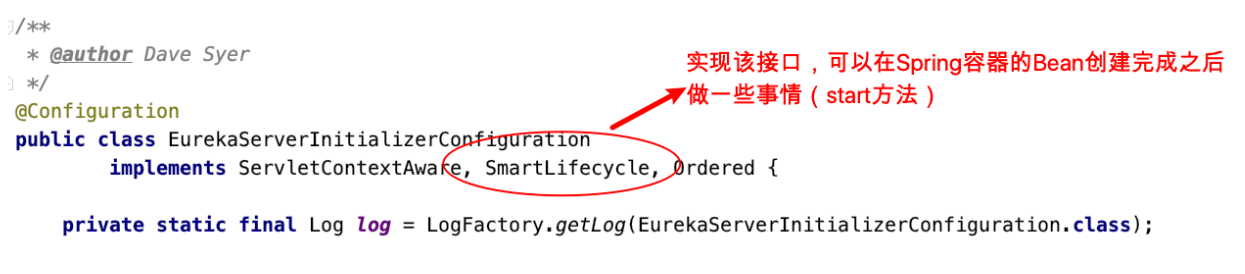 /**
* @author Dave Syer
*/
@Configuration
public class EurekaServerInitializerConfiguration
implements ServletContextAware, SmartLifecycle, Ordered {
private static final Log log = LogFactory.getLog(EurekaServerInitializerConfiguration.class);
实现该接口，可以在Spring容器的Bean创建完成之后
做一些事情（start方法）